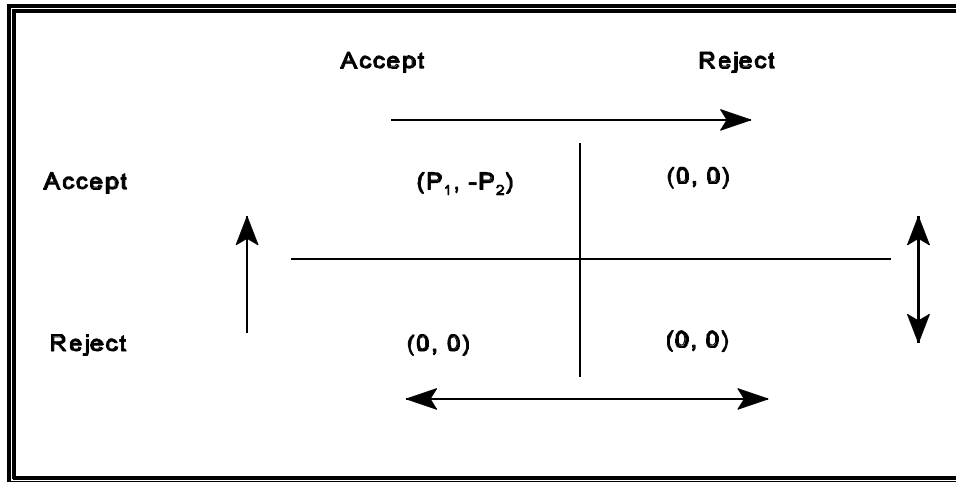 Accept Reject
Accept (P₁, -P₂) (0, 0)
Reject (0, 0) (0, 0)